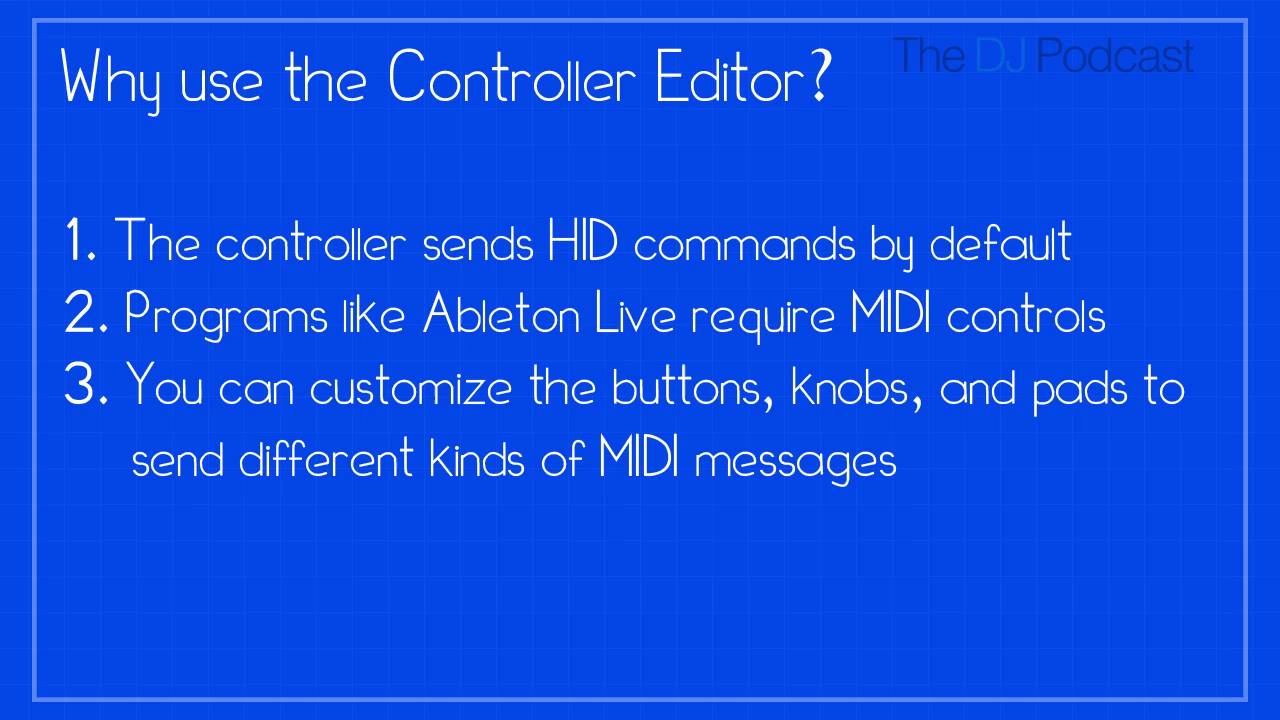 Why use the Controller Editor?
The DJ Podcast
1. The controller sends HID commands by default
2. Programs like Ableton Live require MIDI controls
3. You can customize the buttons, knobs, and pads to
send different kinds of MIDI messages